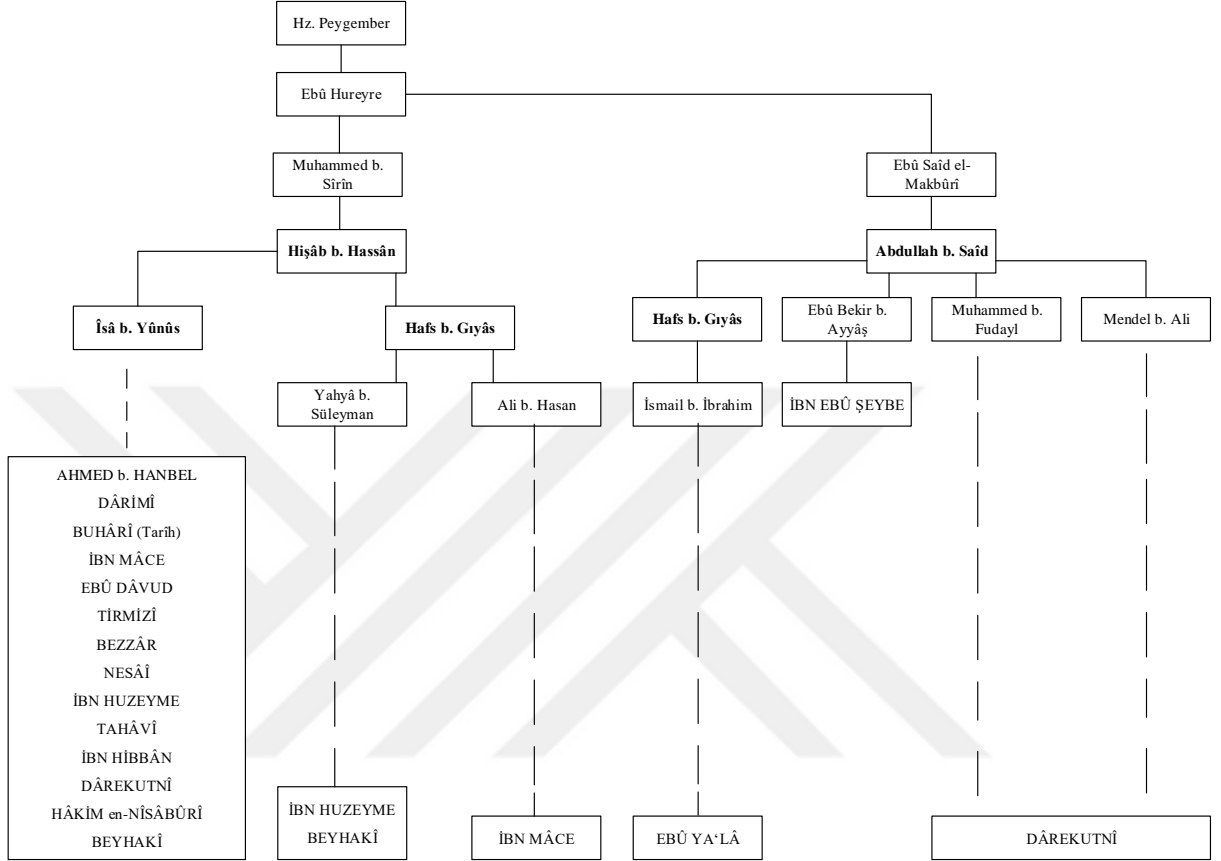 Hz. Peygember
Ebû Hureyre
Muhammed b.
Sîrîn
Ebû Saîd el-
Makbûrî
Hişâb b. Hassân
Abdullah b. Saîd
Îsâ b. Yûnûs
Hafs b. Gıyâs
Hafs b. Gıyâs
Ebû Bekir b.
Ayyâş
Muhammed b.
Fudayl
Mendel b. Ali
Yahyâ b.
Süleyman
Ali b. Hasan
İsmail b. İbrahim
İBN EBÛ ŞEYBE
AHMED b. HANBEL
DÂRİMÎ
BUHÂRÎ (Tarîh)
İBN MÂCE
EBÛ DÂVUD
TİRMİZÎ
BEZZÂR
NESÂÎ
İBN HUZEYME
TAHÂVÎ
İBN HİBBÂN
DÂREKUTNÎ
HÂKİM en-NÎSÂBÛRÎ
BEYHAKÎ
İBN HUZEYME
BEYHAKÎ
İBN MÂCE
EBÛ YA‘LÂ
DÂREKUTNÎ